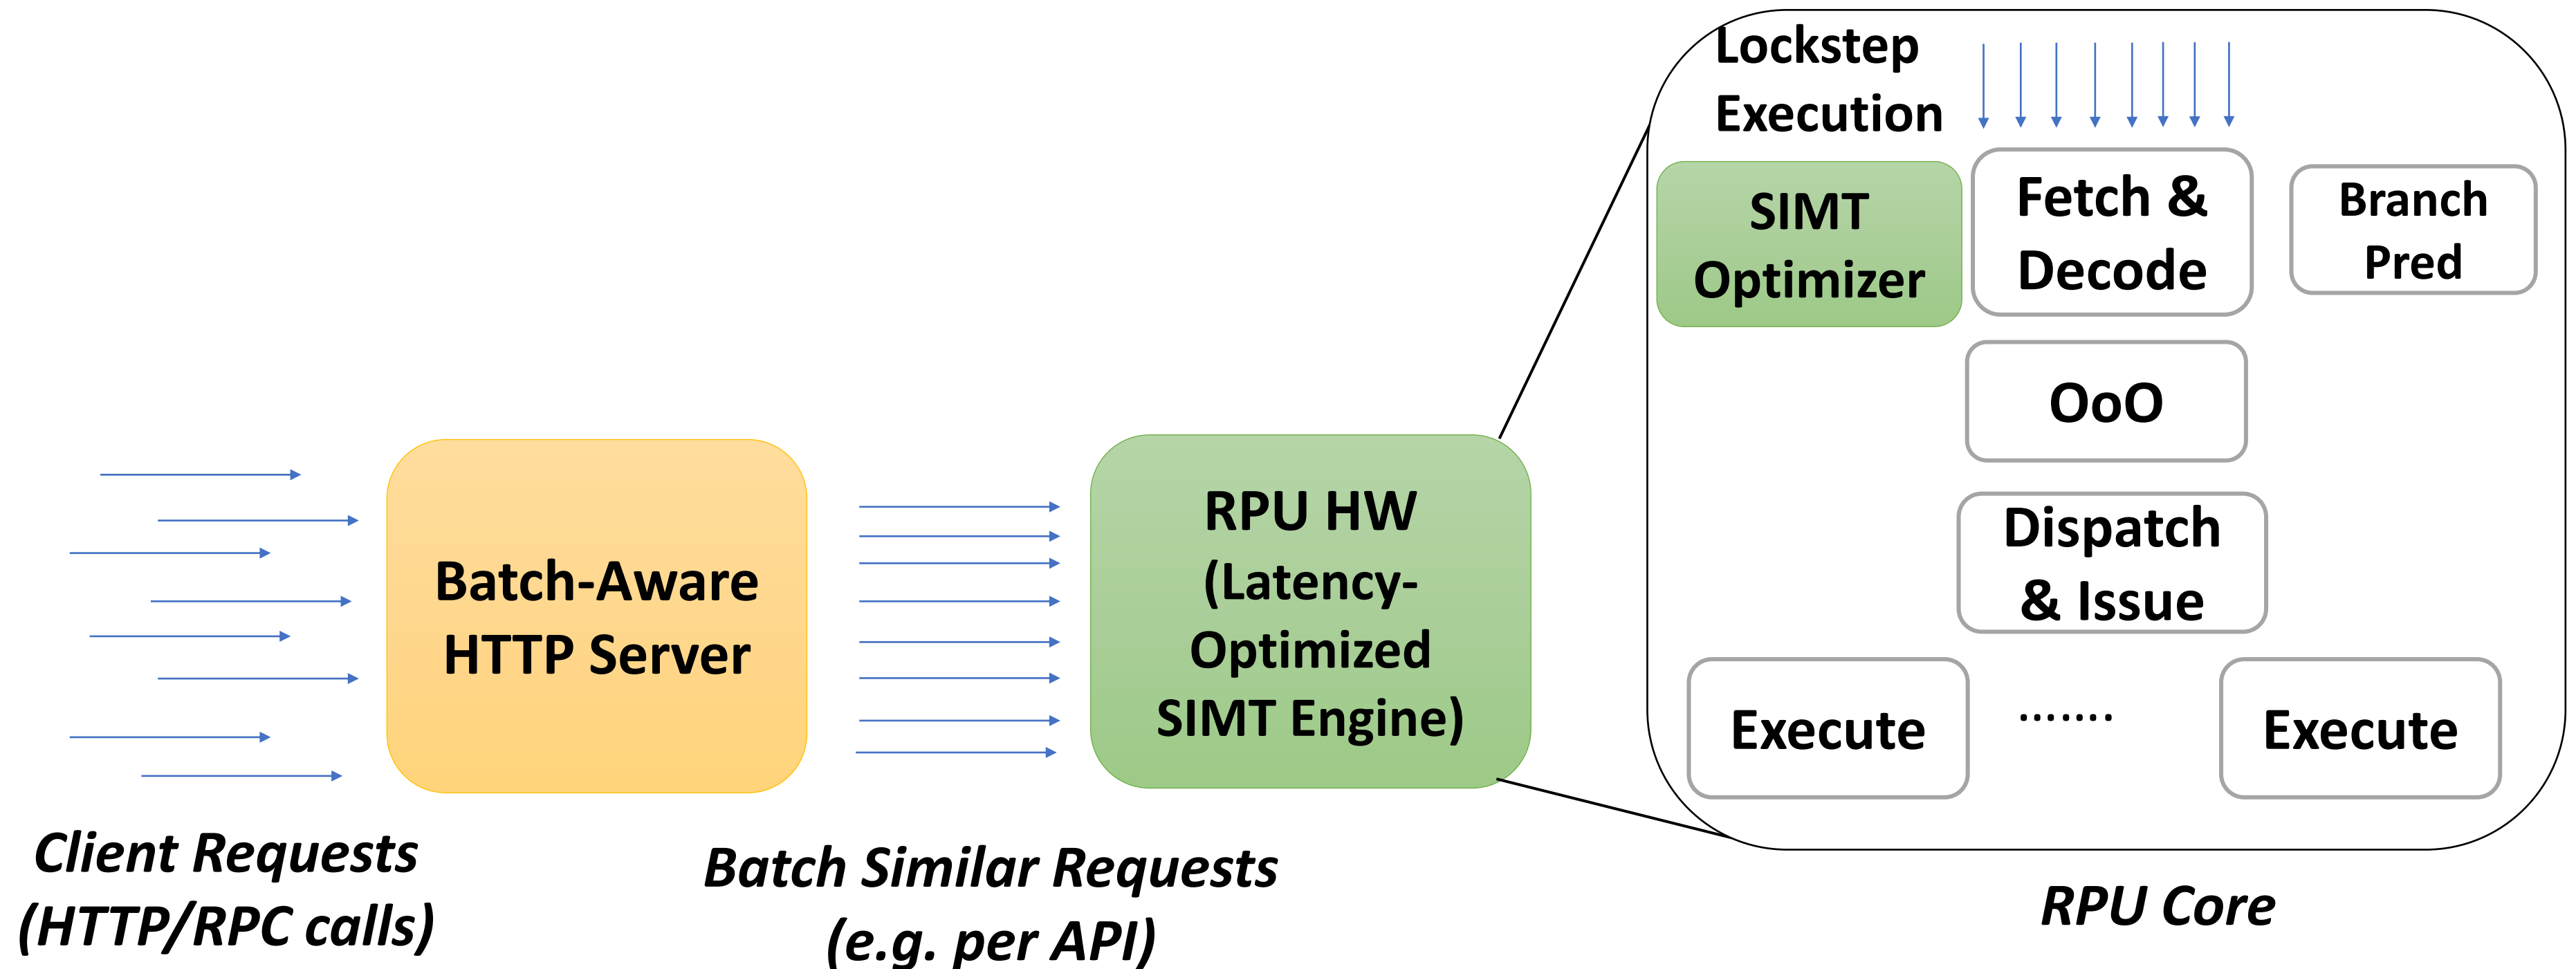 Client Requests
(HTTP/RPC calls)
Batch-Aware
HTTP Server
Batch Similar Requests
(e.g. per API)
RPU HW
(Latency-
Optimized
SIMT Engine)
Lockstep
Execution
SIMT
Optimizer
Fetch &
Decode
Branch
Pred
OoO
Dispatch
& Issue
Execute
.......
Execute
RPU Core